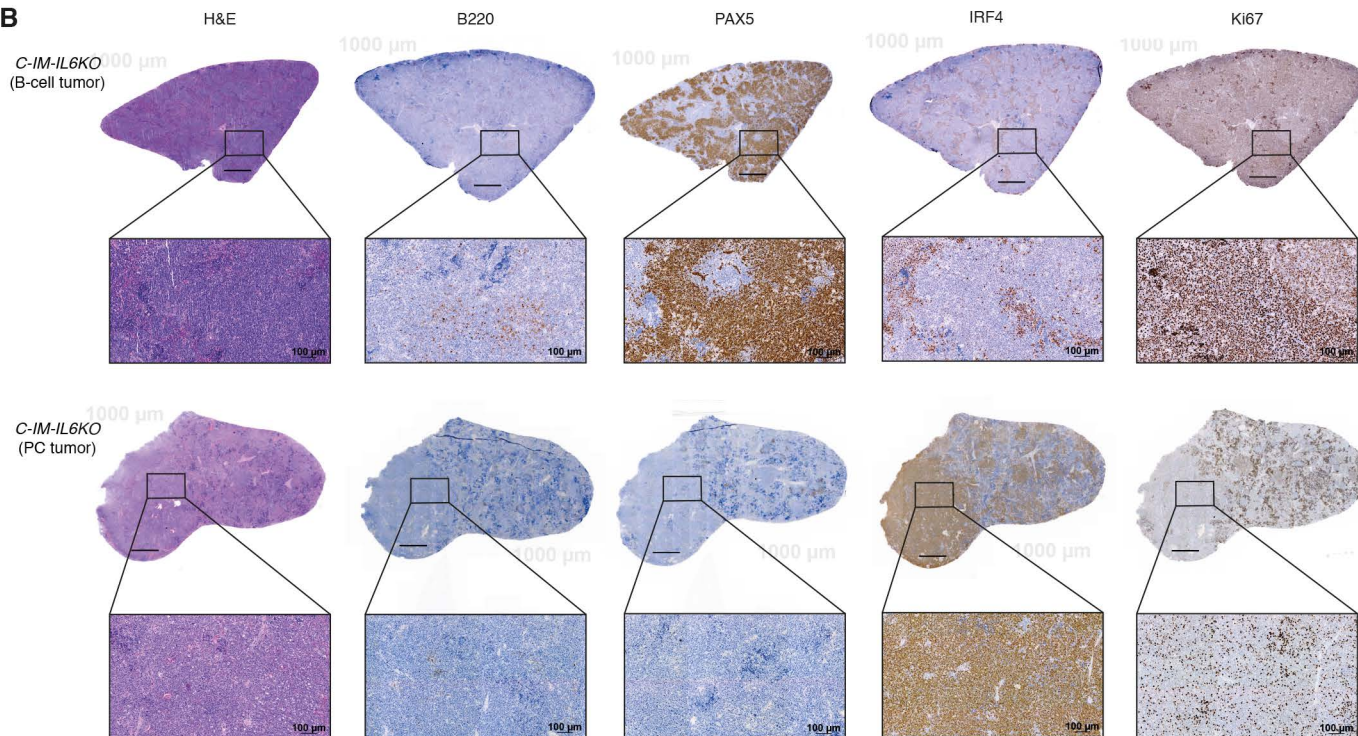 B
H&E B220 PAX5 IRF4 Ki67
C-IM-IL6KO
(B-cell tumor)
1000 µm 1000 µm 1000 µm 1000 µm 1000 µm
100 µm 100 µm 100 µm 100 µm 100 µm
C-IM-IL6KO
(PC tumor)
1000 µm
1000 µm 1000 µm 1000 µm 1000 µm
100 µm 100 µm 100 µm 100 µm 100 µm